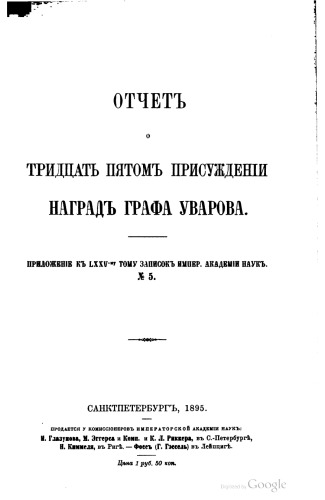 ОТЧЕТЪ
О
ТРИДЦАТЬ ПЯТОМЪ ПРИСУЖДЕНІИ
НАГРАДЪ ГРАФА УВАРОВА.
ПРИЛОЖЕНІЕ КЪ LXXV-му ТОМУ ЗАПИСОКЪ ИМПЕР. АКАДЕМІИ НАУКЪ.
№ 5.
САНКТПЕТЕРБУРГЪ, 1895.
ПРОДАЕТСЯ У КОММИССІОНЕРОВЪ ИМПЕРАТОРСКОЙ АКАДЕМІИ НАУКЪ:
И. Глазунова, М. Эггерса и Комп. и К. Л. Риккера, въ С.-Петербургѣ,
Н. Киммеля, въ Ригѣ. — Фоссъ (Г. Гэссель) въ Лейпцигѣ.
Цѣна 1 руб. 50 коп.
Digitized by Google